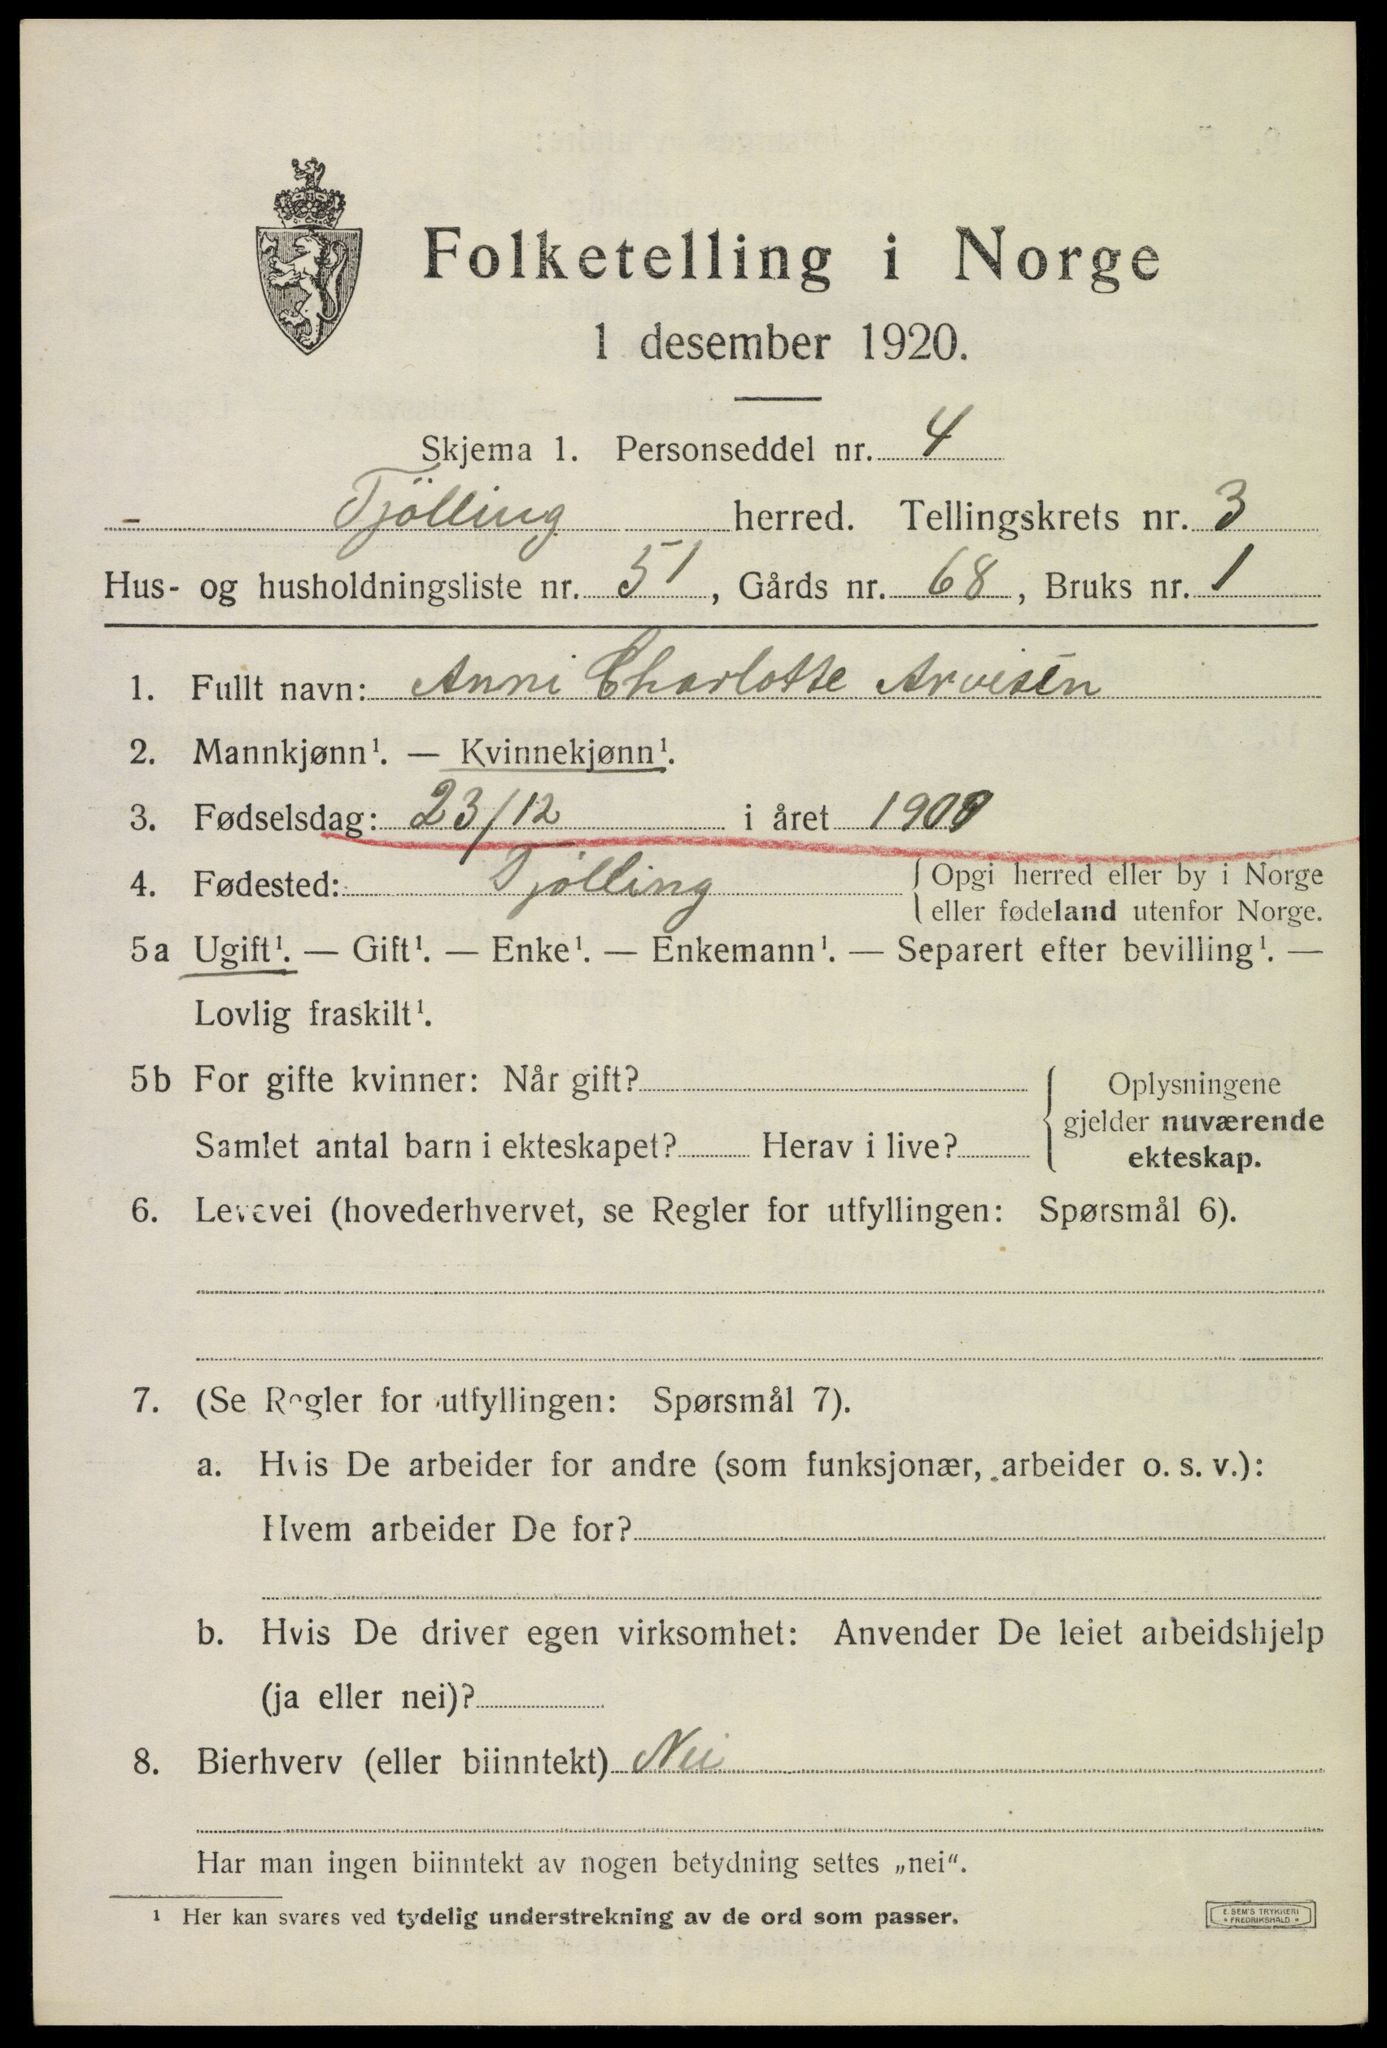 Folketelling i Norge
1 desember 1920.
Skjema 1. Personseddel nr. 4
Tjölling herred. Tellingskrets nr. 3
Hus- og husholdningsliste nr. 51, Gårds nr. 68, Bruks nr. 1
1. Fullt navn: Anni Charlotte Arvesén
2. Mannkjønn¹. — Kvinnekjønn¹.
3. Fødselsdag: 23/12 i året
4. Fødested: Tjölling { Opgi herred eller by i Norge
eller fødeland utenfor Norge.
5a Ugift¹. — Gift¹. — Enke¹. — Enkemann¹. — Separert efter bevilling¹. —
Lovlig fraskilt¹.
5b For gifte kvinner: Når gift? { Oplysningene
gjelder nuværende
Samlet antal barn i ekteskapet? Herav i live? ekteskap.
6. Levevei (hovederhvervet, se Regler for utfyllingen: Spørsmål 6).
7. (Se Regler for utfyllingen: Spørsmål 7).
a. Hvis De arbeider for andre (som funksjonær, arbeider o. s. v.):
Hvem arbeider De for?
b. Hvis De driver egen virksomhet: Anvender De leiet arbeidshjelp
(ja eller nei)?
8. Bierhverv (eller biinntekt) Nei
Har man ingen biinntekt av nogen betydning settes „nei“.
¹ Her kan svares ved tydelig understrekning av de ord som passer.
E. SEM'S TRYKKERI
FREDRIKSHALD